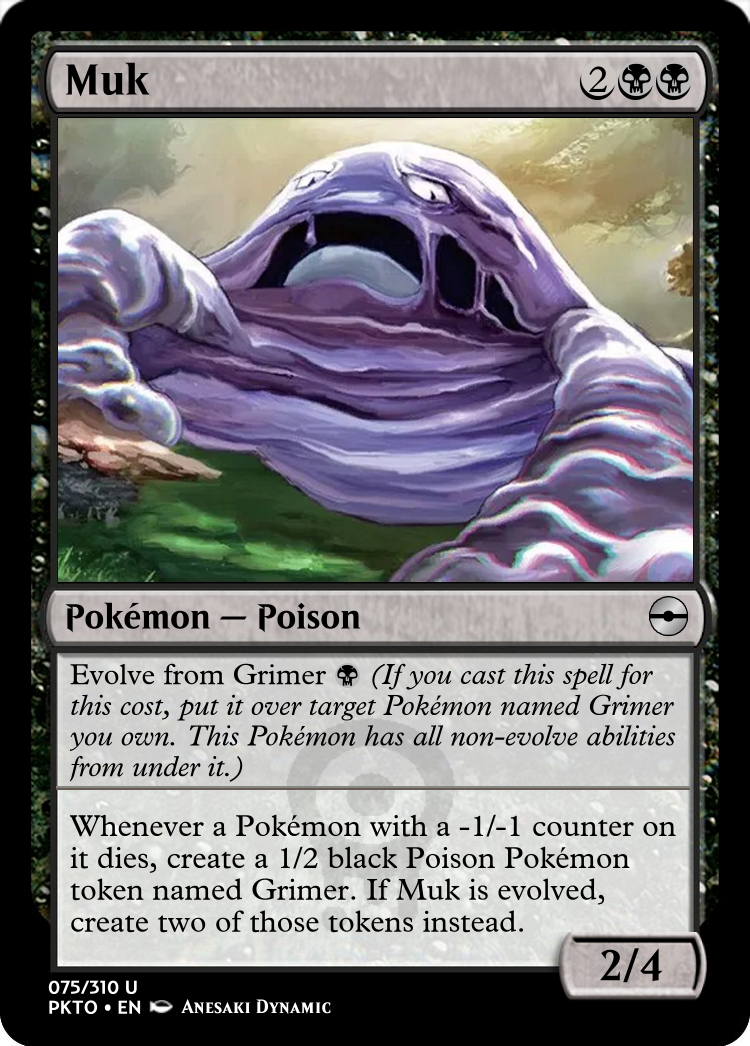 Muk 2
Pokémon — Poison
Evolve from Grimer (If you cast this spell for
this cost, put it over target Pokémon named Grimer
you own. This Pokémon has all non-evolve abilities
from under it.)
Whenever a Pokémon with a -1/-1 counter on
it dies, create a 1/2 black Poison Pokémon
token named Grimer. If Muk is evolved,
create two of those tokens instead.
2/4
075/310 U
PKTO • EN Anesaki Dynamic